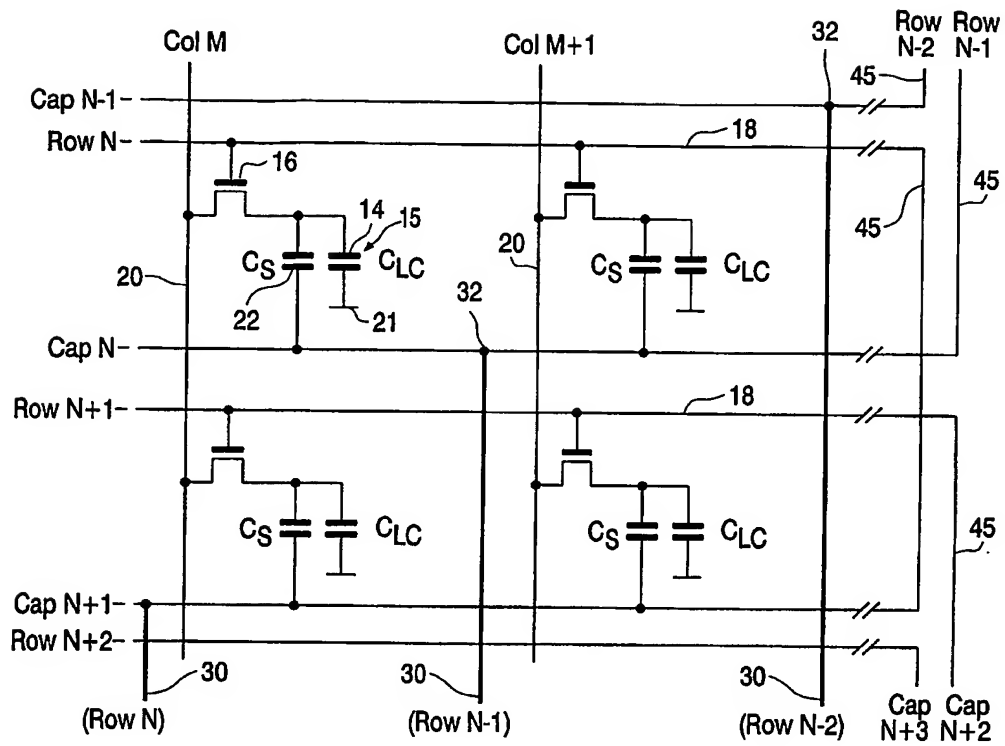 Col M
Col M+1
32
Row N-2
Row N-1
45
Cap N-1
Row N
16
18
45
45
14
15
20
C_S
C_LC
22
21
20
C_S
C_LC
32
Cap N
Row N+1
18
C_S
C_LC
C_S
C_LC
45
Cap N+1
Row N+2
30
(Row N)
30
(Row N-1)
30
(Row N-2)
Cap N+3
Cap N+2